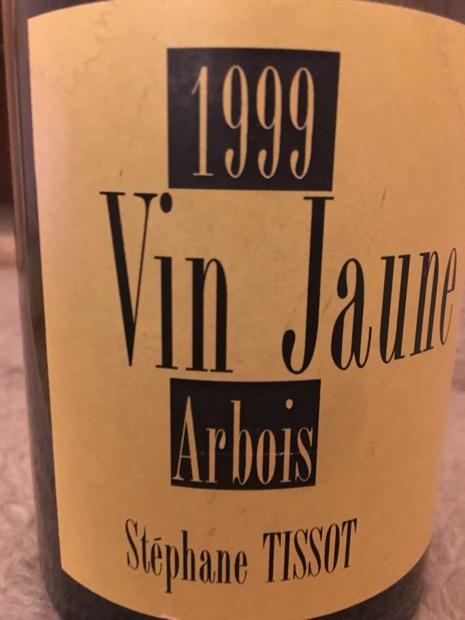 1999
Vin Jaune
Arbois
Stéphane TISSOT